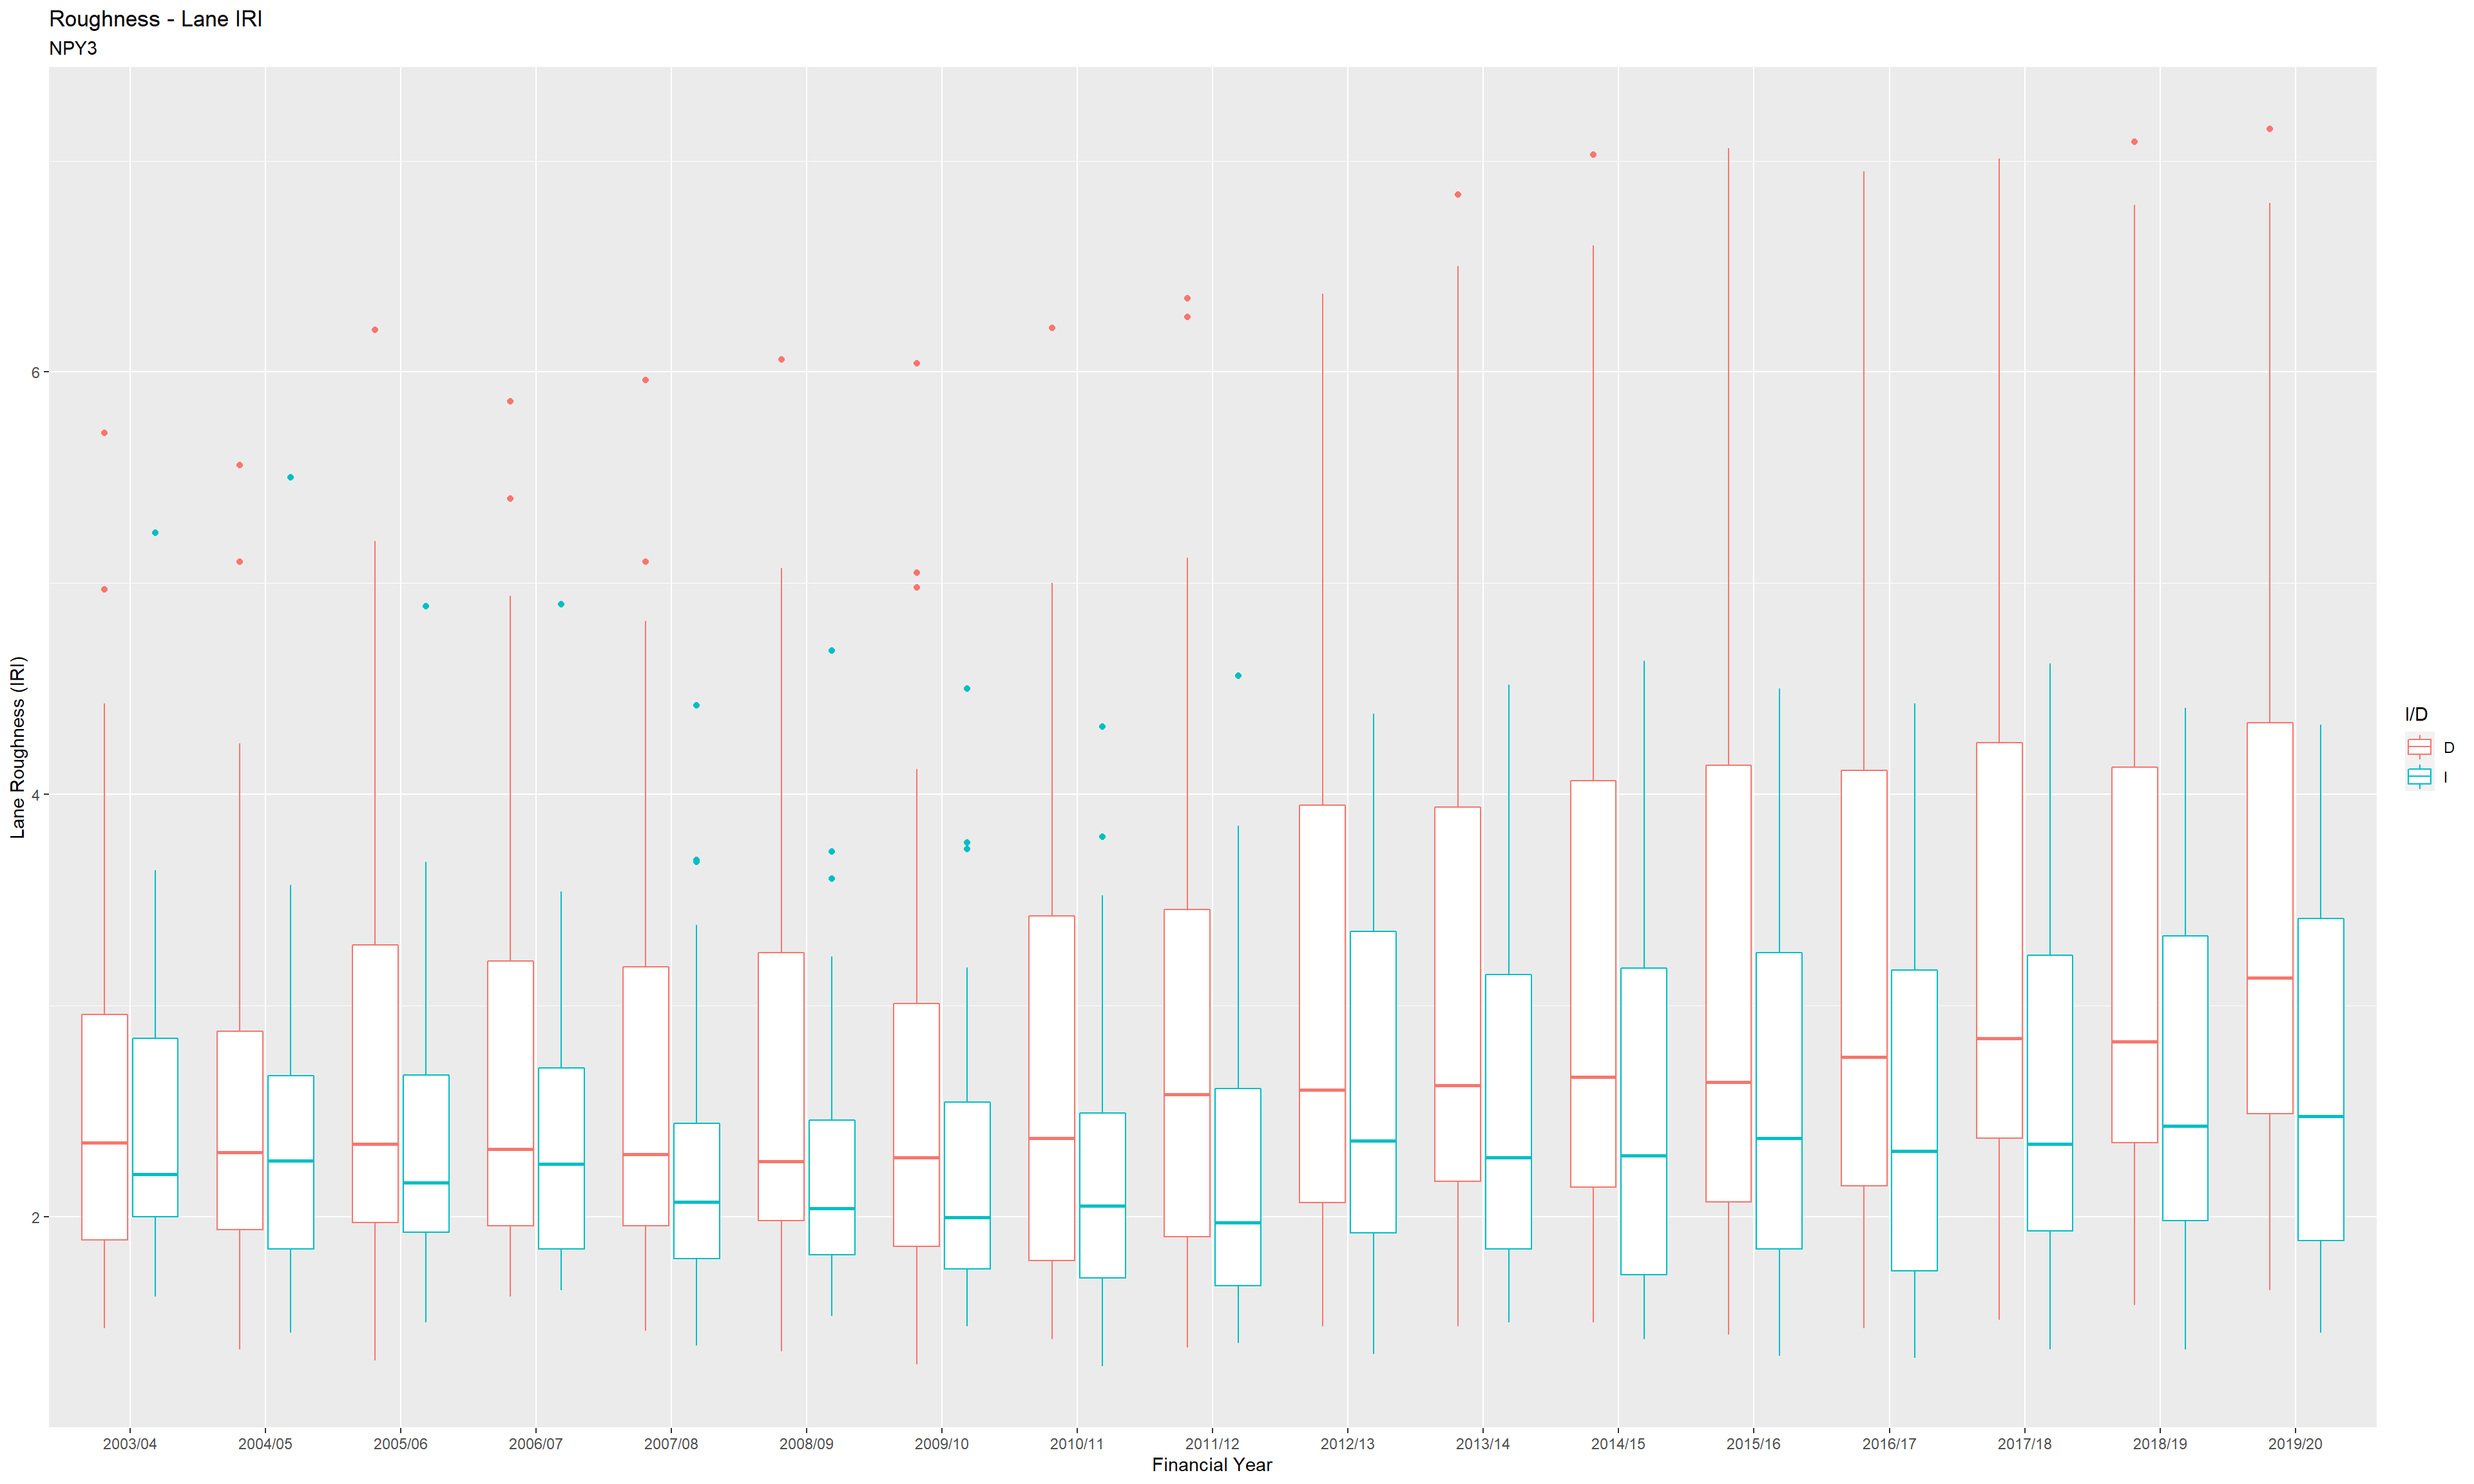 Roughness - Lane IRI
NPY3
Lane Roughness (IRI)
6
4
2
2003/04 2004/05 2005/06 2006/07 2007/08 2008/09 2009/10 2010/11 2011/12 2012/13 2013/14 2014/15 2015/16 2016/17 2017/18 2018/19 2019/20
Financial Year
I/D
D
I